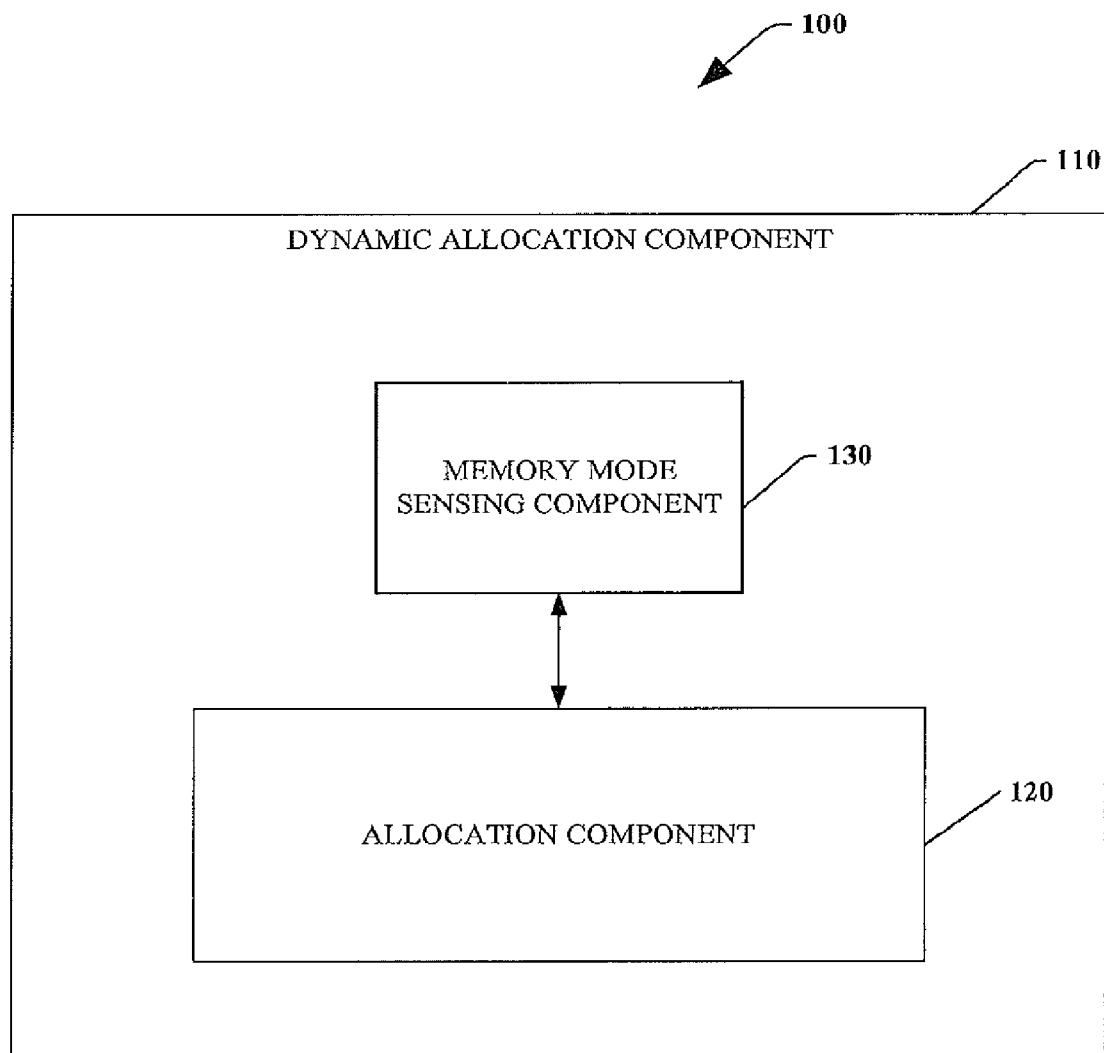 100
110
DYNAMIC ALLOCATION COMPONENT
MEMORY MODE
SENSING COMPONENT
130
120
ALLOCATION COMPONENT